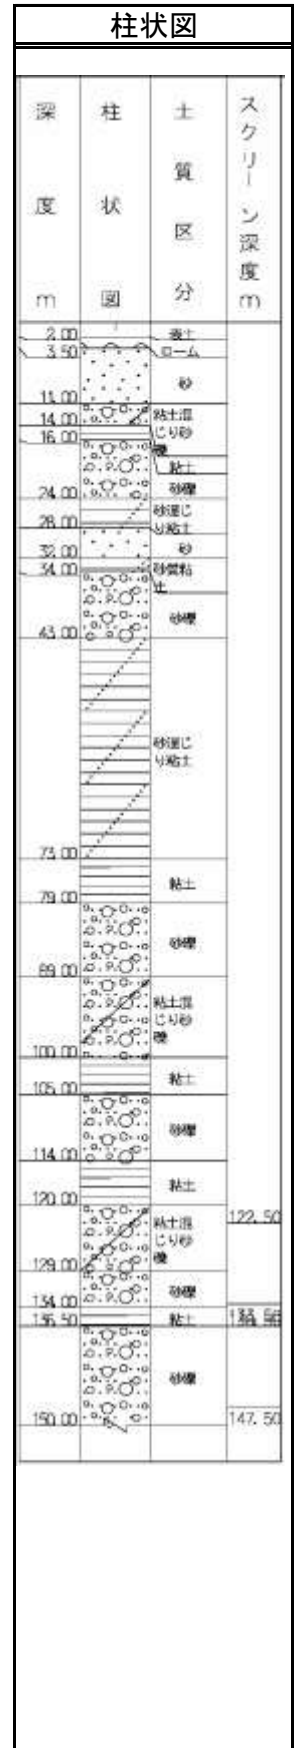 柱状図
深度m
柱状図
土質区分
スクリーン深度m
2.00
表土
3.50
ローム
砂
11.00
粘土混
じり砂
礫
14.00
16.00
粘土
砂礫
24.00
砂混じ
り粘土
28.00
砂
32.00
砂質粘
土
34.00
砂礫
43.00
砂混じ
り粘土
73.00
粘土
79.00
砂礫
89.00
粘土混
じり砂
礫
100.00
粘土
105.00
砂礫
114.00
粘土
120.00
122.50
粘土混
じり砂
礫
129.00
砂礫
134.00
136.50
粘土
砂礫
147.50
150.00